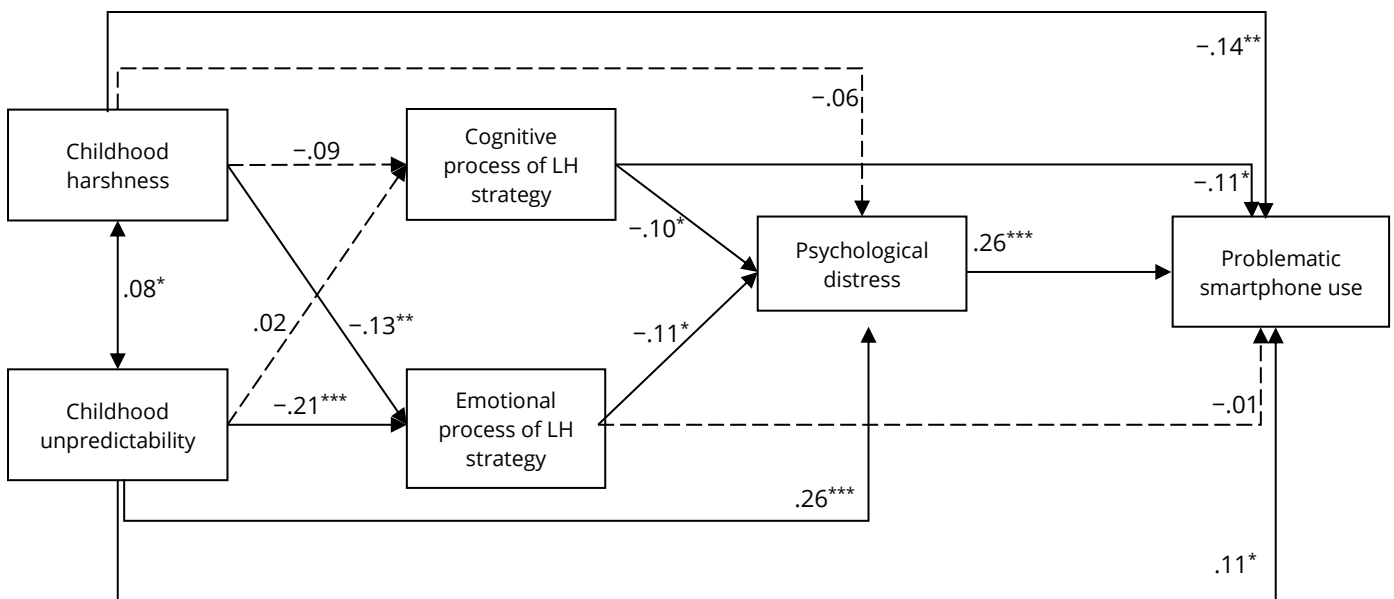 −.14**
−.06
Childhood
harshness
−.09
Cognitive
process of LH
strategy
−.11*
−.10*
Psychological
distress
.26***
Problematic
smartphone use
.08*
.02
−.13**
−.11*
Childhood
unpredictability
−.21***
Emotional
process of LH
strategy
−.01
.26***
.11*